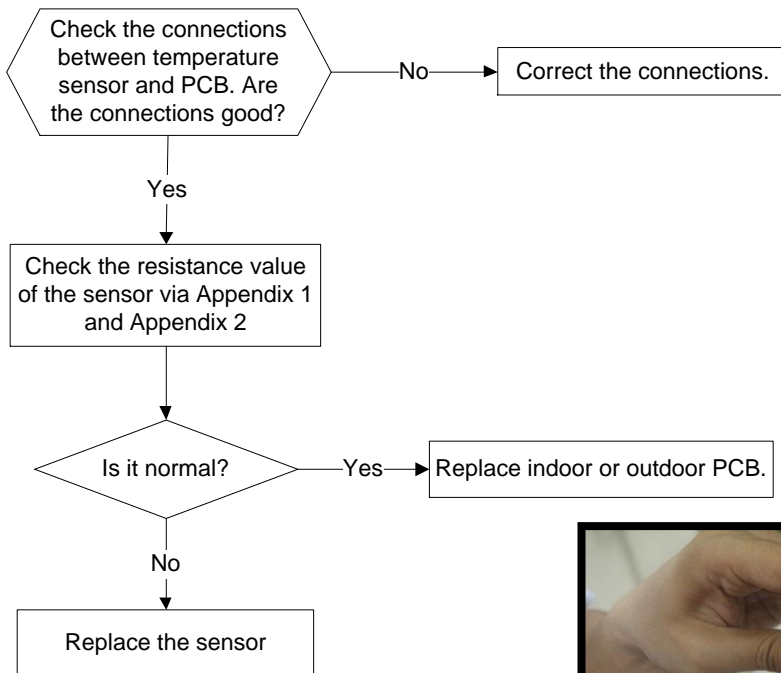 Check the connections
between temperature
sensor and PCB. Are
the connections good?
No
Correct the connections.
Yes
Check the resistance value
of the sensor via Appendix 1
and Appendix 2
Is it normal?
Yes
Replace indoor or outdoor PCB.
No
Replace the sensor